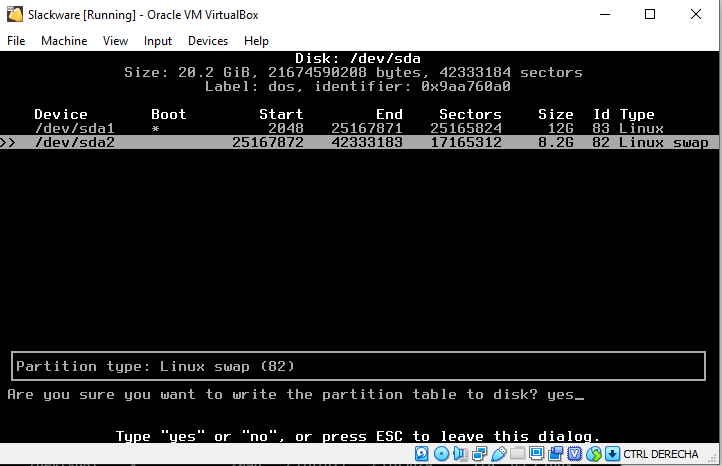 Slackware [Running] - Oracle VM VirtualBox
File Machine View Input Devices Help
Disk: /dev/sda
Size: 20.2 GiB, 21674590208 bytes, 42333184 sectors
Label: dos, identifier: 0x9aa760a0
Device Boot Start End Sectors Size Id Type
/dev/sda1 * 2048 25167871 25165824 12G 83 Linux
>> /dev/sda2 25167872 42333183 17165312 8.2G 82 Linux swap
Partition type: Linux swap (82)
Are you sure you want to write the partition table to disk? yes_
Type "yes" or "no", or press ESC to leave this dialog.
CTRL DERECHA